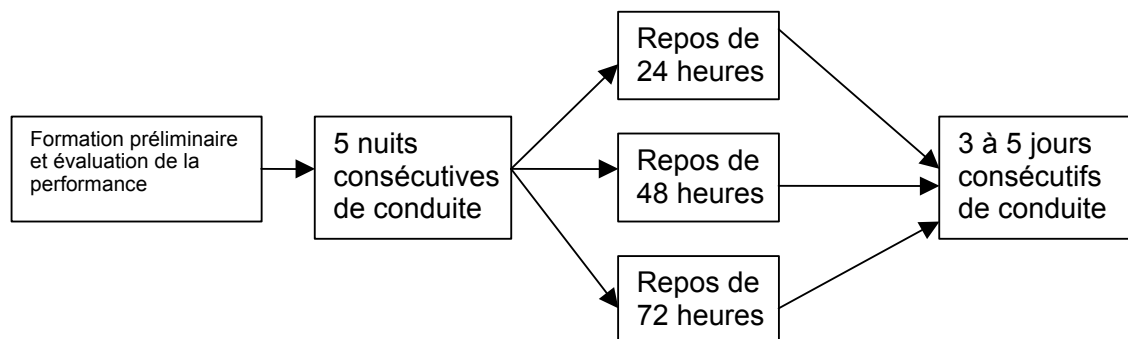 Formation préliminaire
et évaluation de la
performance
5 nuits
consécutives
de conduite
Repos de
24 heures
Repos de
48 heures
Repos de
72 heures
3 à 5 jours
consécutifs
de conduite